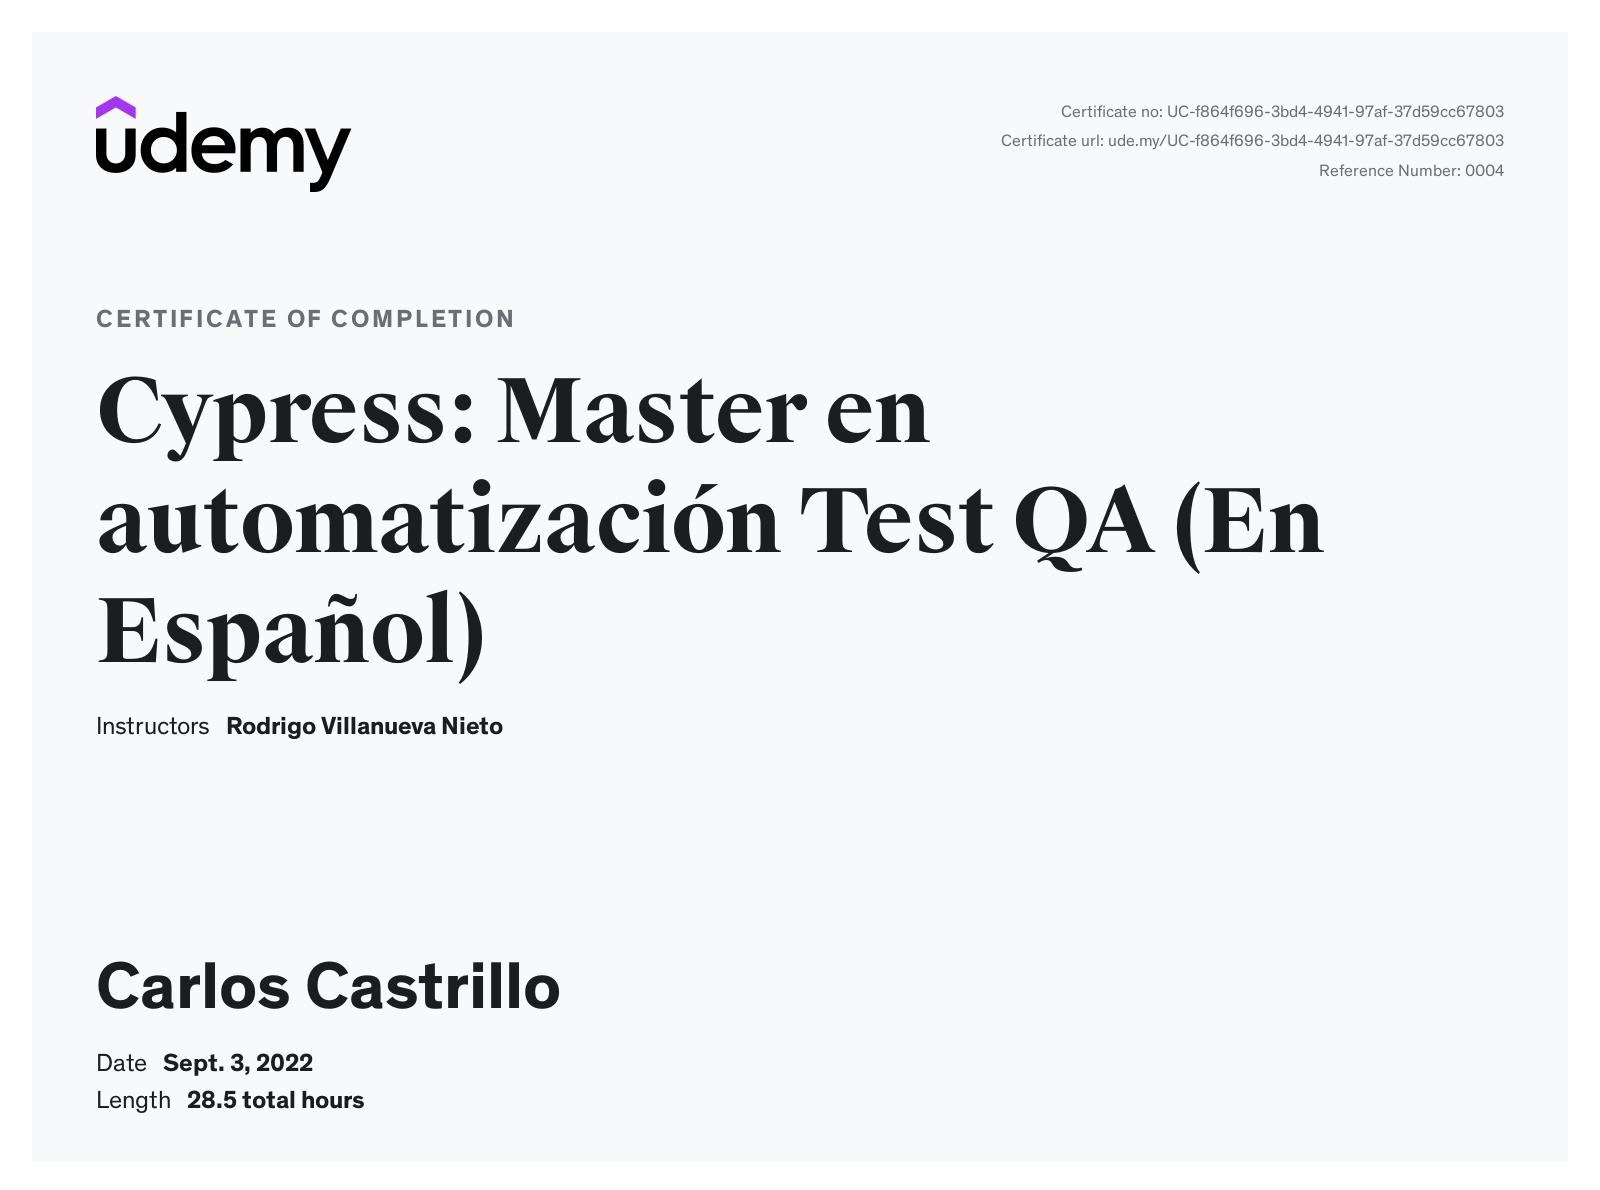 udemy
Certificate no: UC-f864f696-3bd4-4941-97af-37d59cc67803
Certificate url: ude.my/UC-f864f696-3bd4-4941-97af-37d59cc67803
Reference Number: 0004
CERTIFICATE OF COMPLETION
Cypress: Master en
automatización Test QA (En
Español)
Instructors Rodrigo Villanueva Nieto
Carlos Castrillo
Date Sept. 3, 2022
Length 28.5 total hours